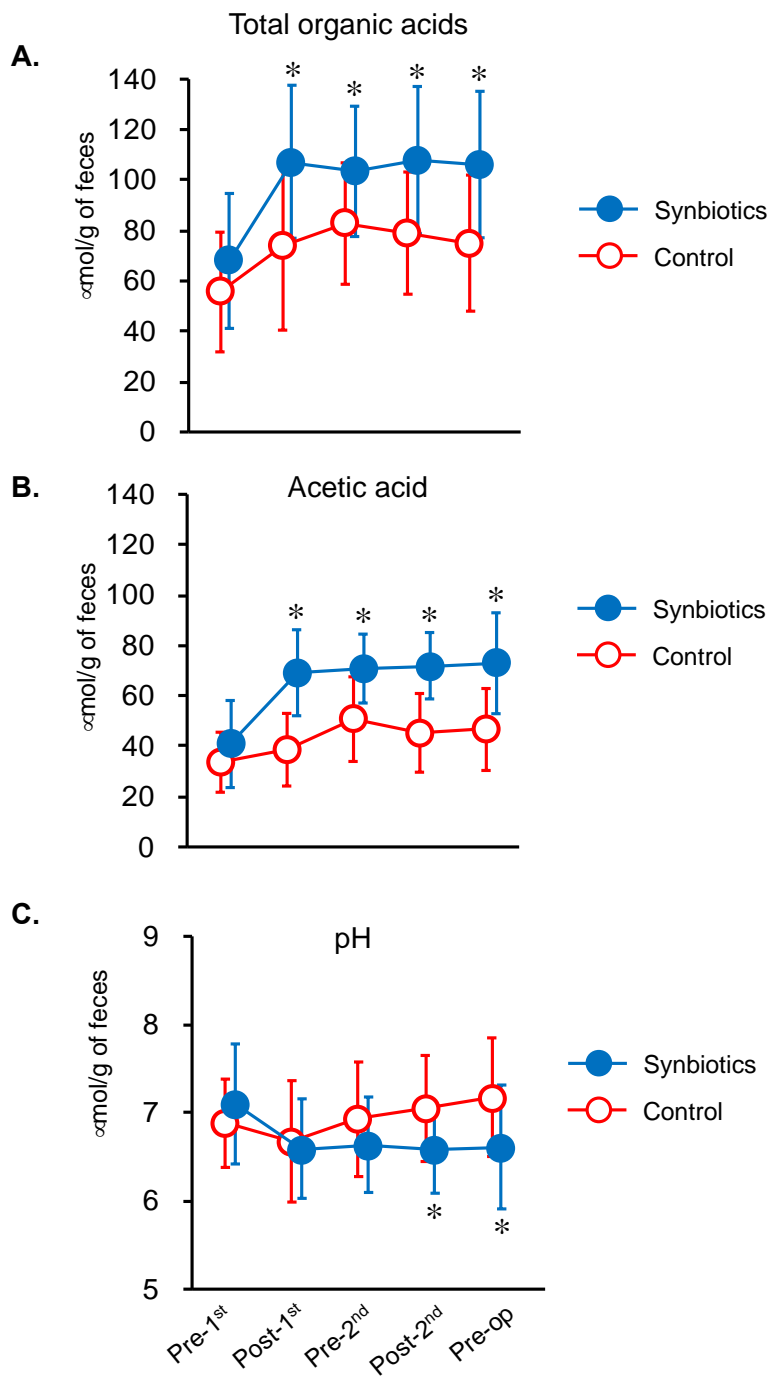 Total organic acids
A.
∝mol/g of feces
140
120
100
80
60
40
20
0
* * * *
Synbiotics
Control
B.
Acetic acid
∝mol/g of feces
140
120
100
80
60
40
20
0
* * * *
Synbiotics
Control
C.
pH
∝mol/g of feces
9
8
7
6
5
* *
Synbiotics
Control
Pre-1st
Post-1st
Pre-2nd
Post-2nd
Pre-op